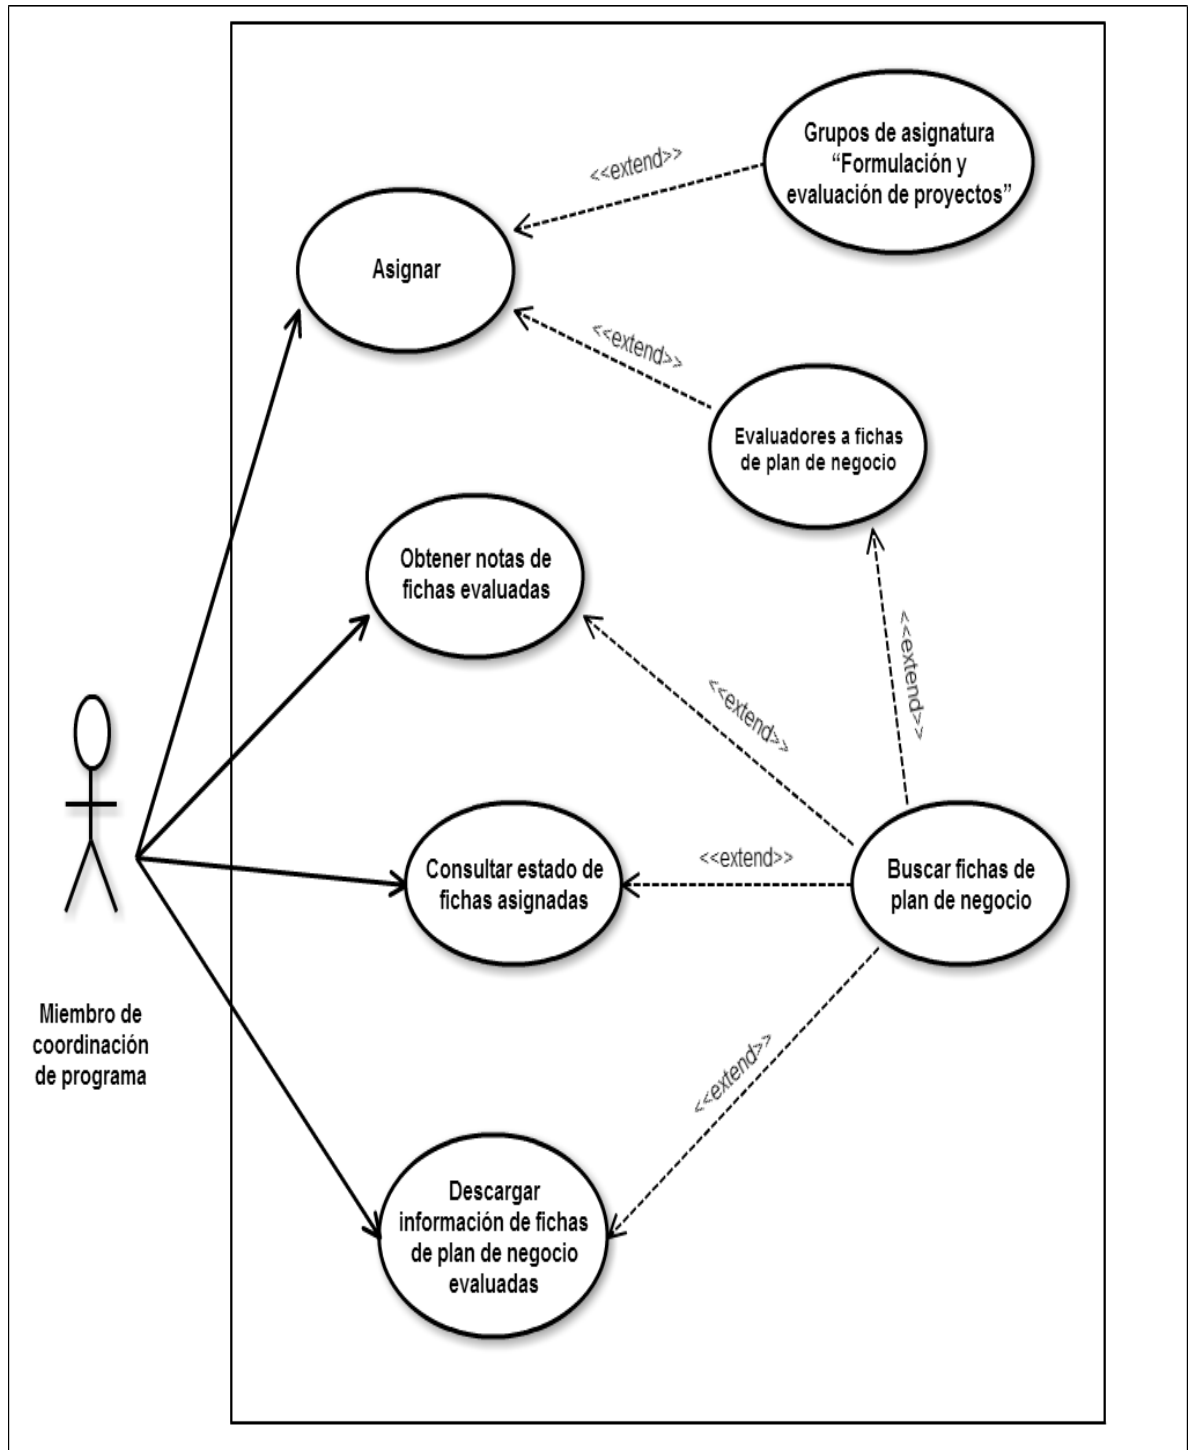 Grupos de asignatura
“Formulación y
evaluación de proyectos”
<<extend>>
Asignar
<<extend>>
Evaluadores a fichas
de plan de negocio
Obtener notas de
fichas evaluadas
<<extend>>
<<extend>>
Consultar estado de
fichas asignadas
<<extend>>
Buscar fichas de
plan de negocio
Miembro de
coordinación
de programa
<<extend>>
Descargar
información de fichas
de plan de negocio
evaluadas